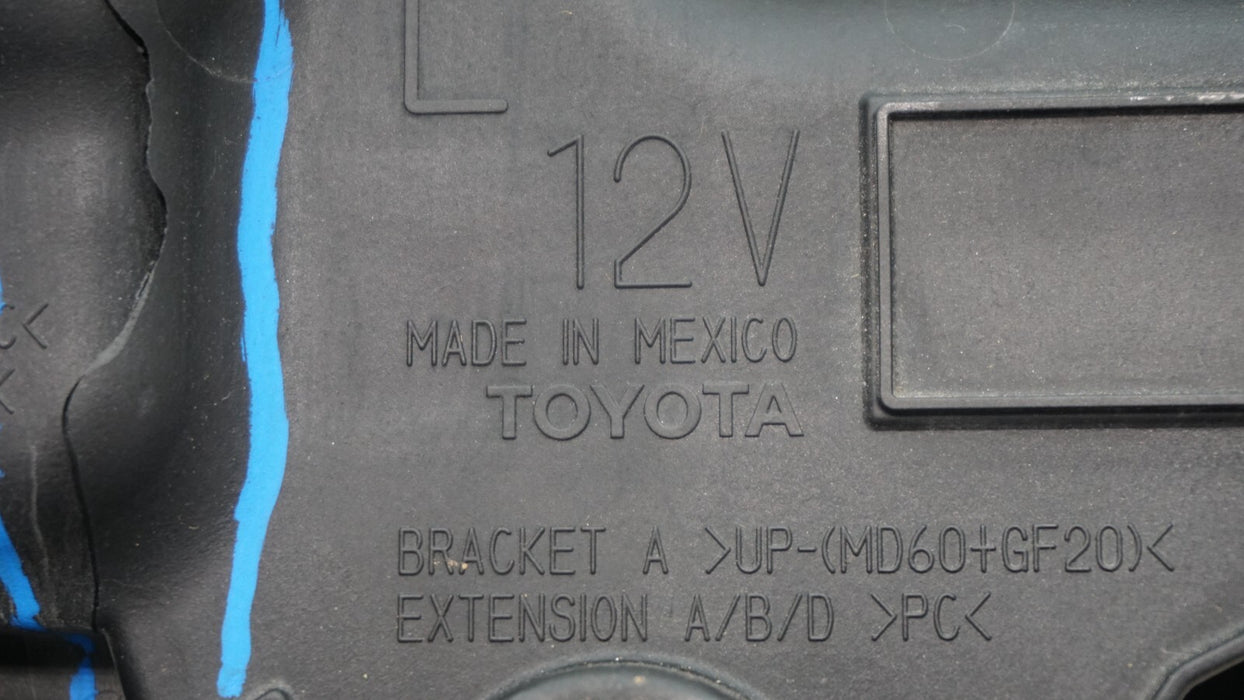 12V
MADE IN MEXICO
TOYOTA
BRACKET A >UP-(MD60+GF20)<
EXTENSION A/B/D >PC<